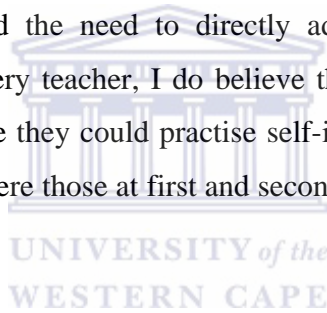 d the need to directly ad
ery teacher, I do believe th
e they could practise self-i
ere those at first and second
UNIVERSITY of the
WESTERN CAPE